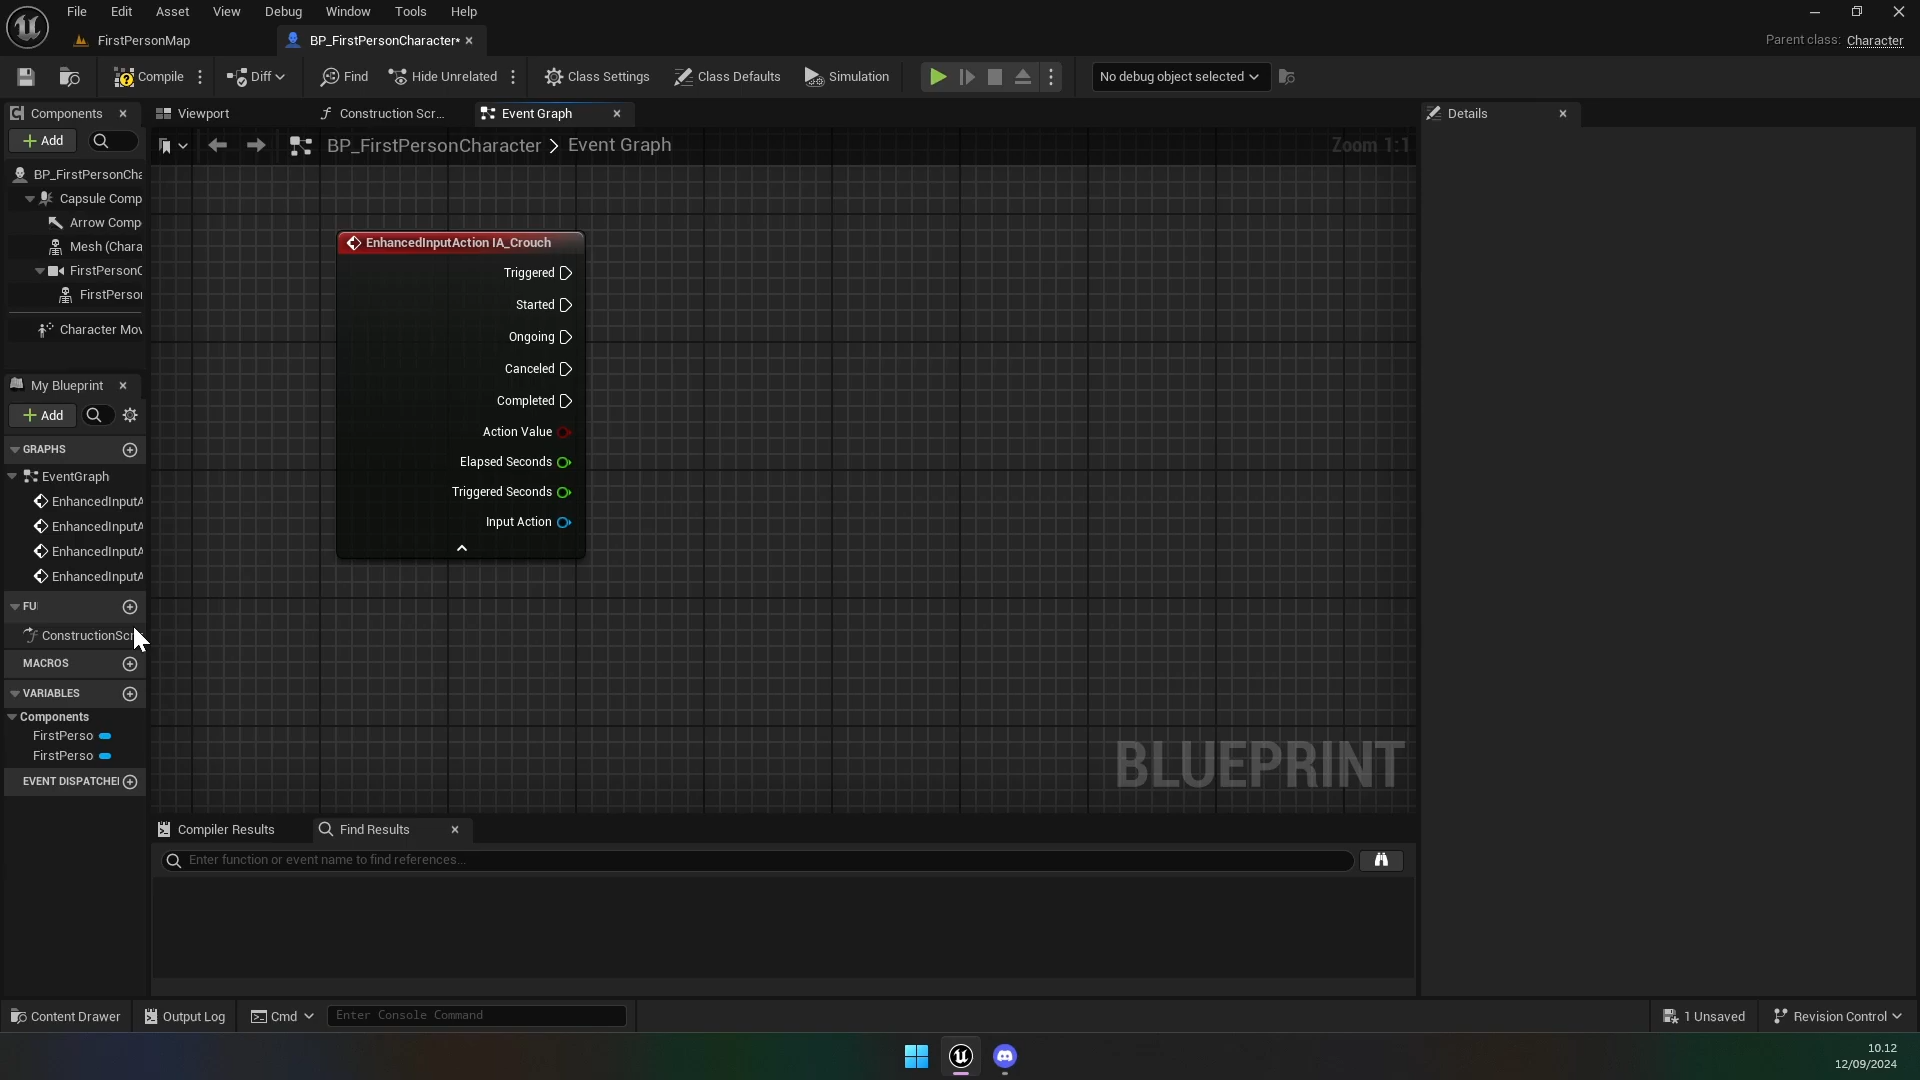 File Edit Asset View Debug Window Tools Help
FirstPersonMap
BP_FirstPersonCharacter*
Parent class: Character
Compile
Diff
Find
Hide Unrelated
Class Settings
Class Defaults
Simulation
No debug object selected
Components
Viewport
Construction Scr...
Event Graph
Details
Add
BP_FirstPersonCharacter > Event Graph
Zoom 1:1
BP_FirstPersonCha
Capsule Comp
Arrow Comp
Mesh (Chara
FirstPersonC
FirstPerso
Character Mov
EnhancedInputAction IA_Crouch
Triggered
Started
Ongoing
Canceled
Completed
Action Value
Elapsed Seconds
Triggered Seconds
Input Action
My Blueprint
Add
GRAPHS
EventGraph
EnhancedInputA
EnhancedInputA
EnhancedInputA
EnhancedInputA
FU
ConstructionScr
MACROS
VARIABLES
Components
FirstPerso
FirstPerso
EVENT DISPATCHE
BLUEPRINT
Compiler Results
Find Results
Enter function or event name to find references...
Content Drawer
Output Log
Cmd
Enter Console Command
1 Unsaved
Revision Control
10.12
12/09/2024